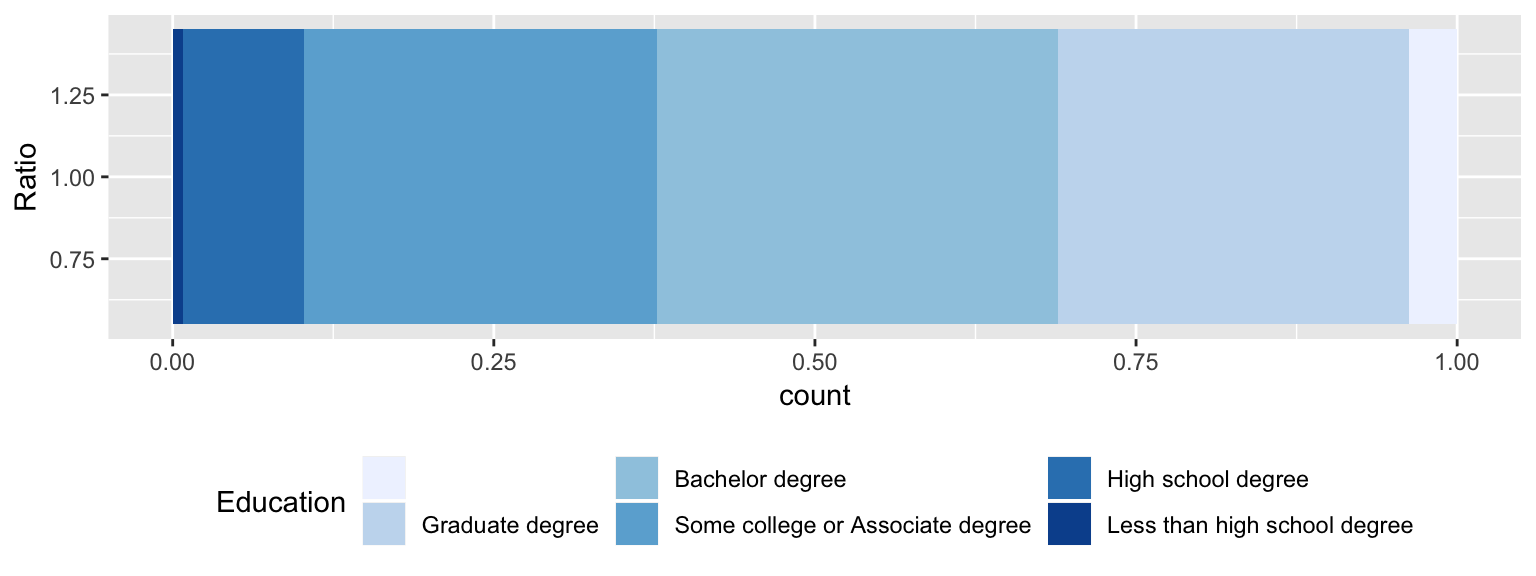 Ratio
1.25
1.00
0.75
0.00 0.25 0.50 0.75 1.00
count
Education
Graduate degree
Bachelor degree
Some college or Associate degree
High school degree
Less than high school degree